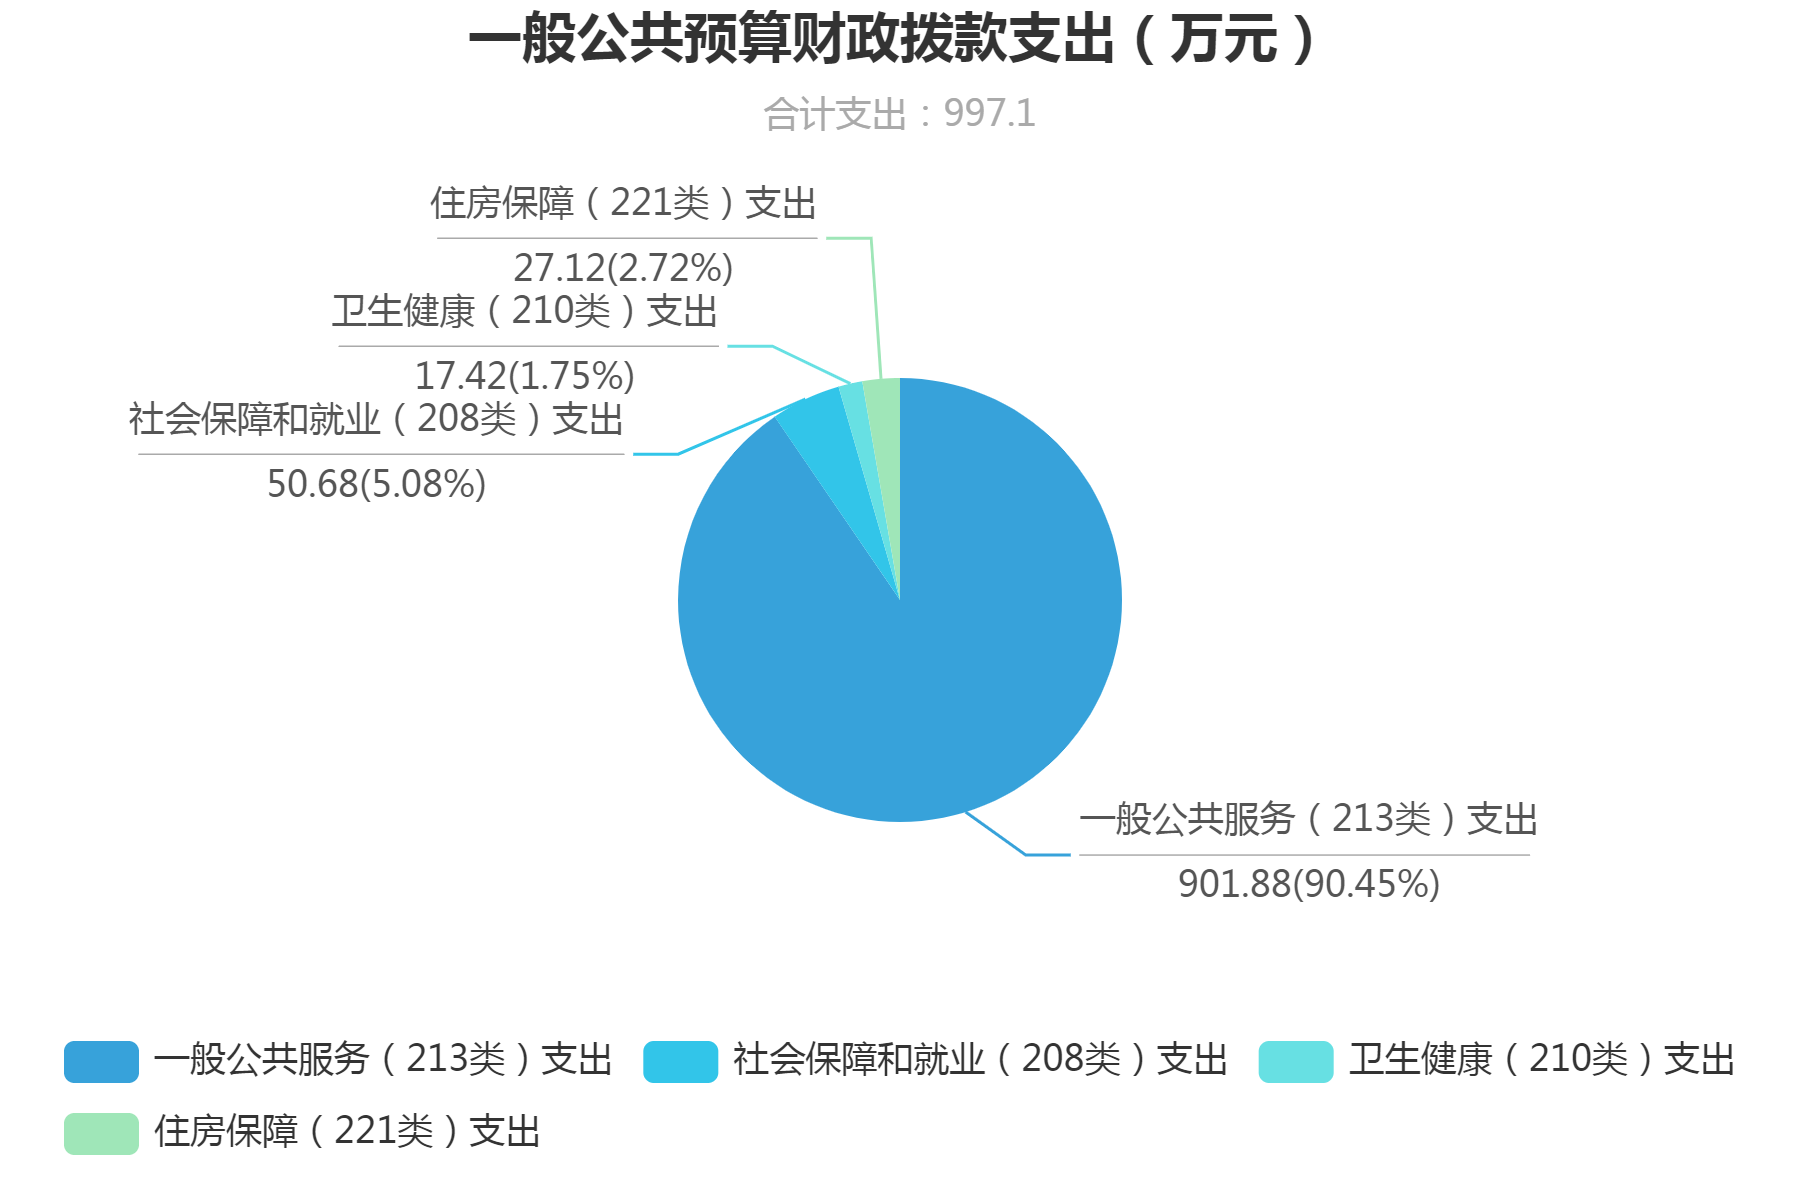 一般公共预算财政拨款支出（万元）
合计支出：997.1
住房保障（221类）支出
27.12(2.72%)
卫生健康（210类）支出
17.42(1.75%)
社会保障和就业（208类）支出
50.68(5.08%)
一般公共服务（213类）支出
901.88(90.45%)
一般公共服务（213类）支出 社会保障和就业（208类）支出 卫生健康（210类）支出
住房保障（221类）支出